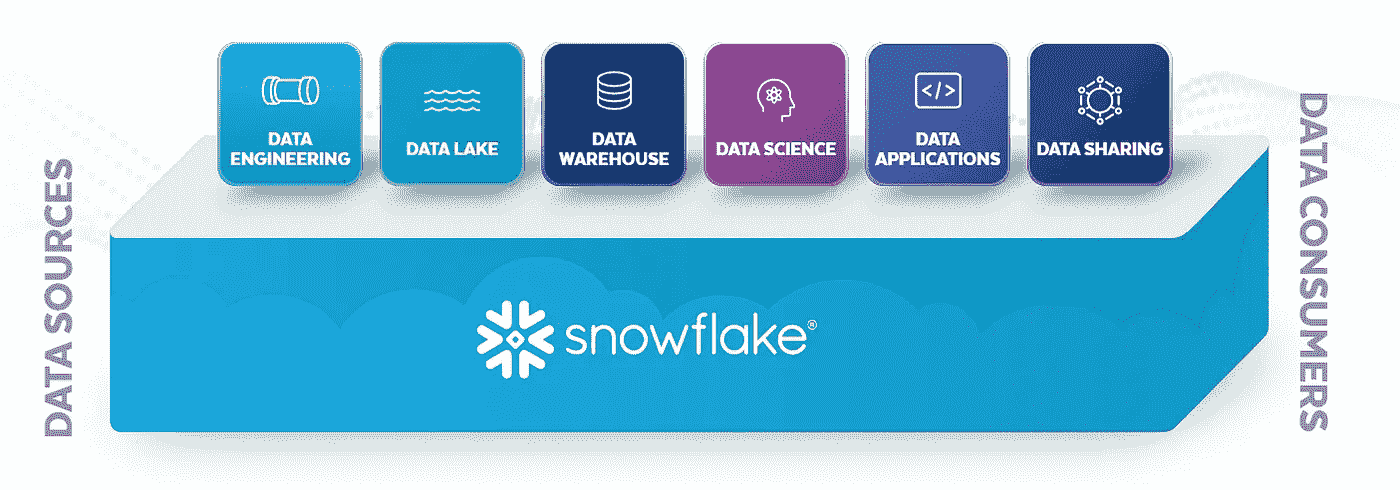 DATA SOURCES
DATA
ENGINEERING
DATA LAKE
DATA
WAREHOUSE
DATA SCIENCE
DATA
APPLICATIONS
DATA SHARING
snowflake®
DATA CONSUMERS